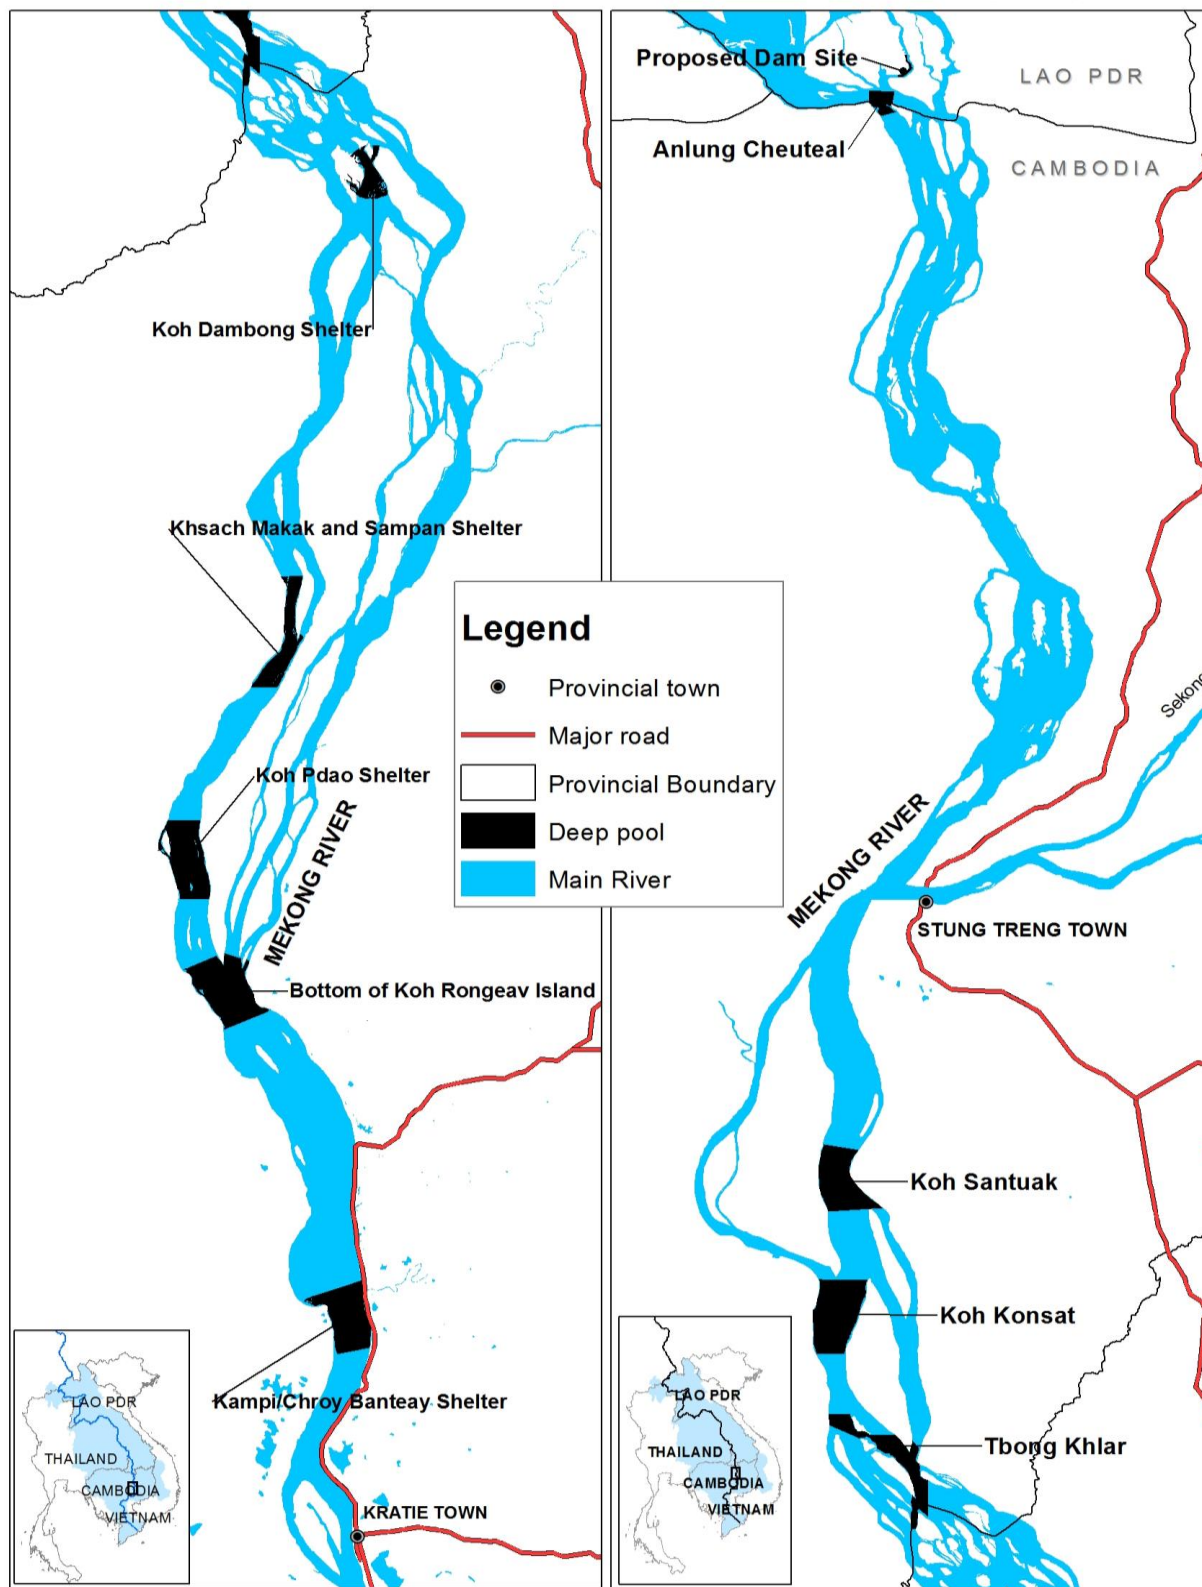 Koh Dambong Shelter
Khsach Makak and Sampan Shelter
Koh Pdao Shelter
MEKONG RIVER
Bottom of Koh Rongeav Island
Kampi/Chroy Banteay Shelter
KRATIE TOWN
LAO PDR
THAILAND
CAMBODIA
VIETNAM
Legend
Provincial town
Major road
Provincial Boundary
Deep pool
Main River
Proposed Dam Site
LAO PDR
Anlung Cheuteal
CAMBODIA
Sekong
MEKONG RIVER
STUNG TRENG TOWN
Koh Santuak
Koh Konsat
Tbong Khlar
LAO PDR
THAILAND
CAMBODIA
VIETNAM